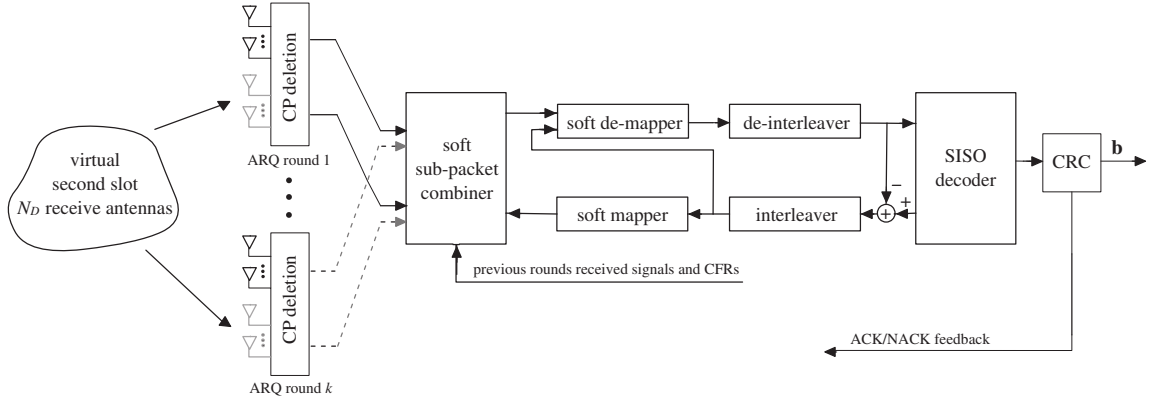 virtual
second slot
N_D receive antennas
CP deletion
ARQ round 1
CP deletion
ARQ round k
soft
sub-packet
combiner
previous rounds received signals and CFRs
soft de-mapper
de-interleaver
soft mapper
interleaver
−
+
+
SISO
decoder
CRC
b
ACK/NACK feedback